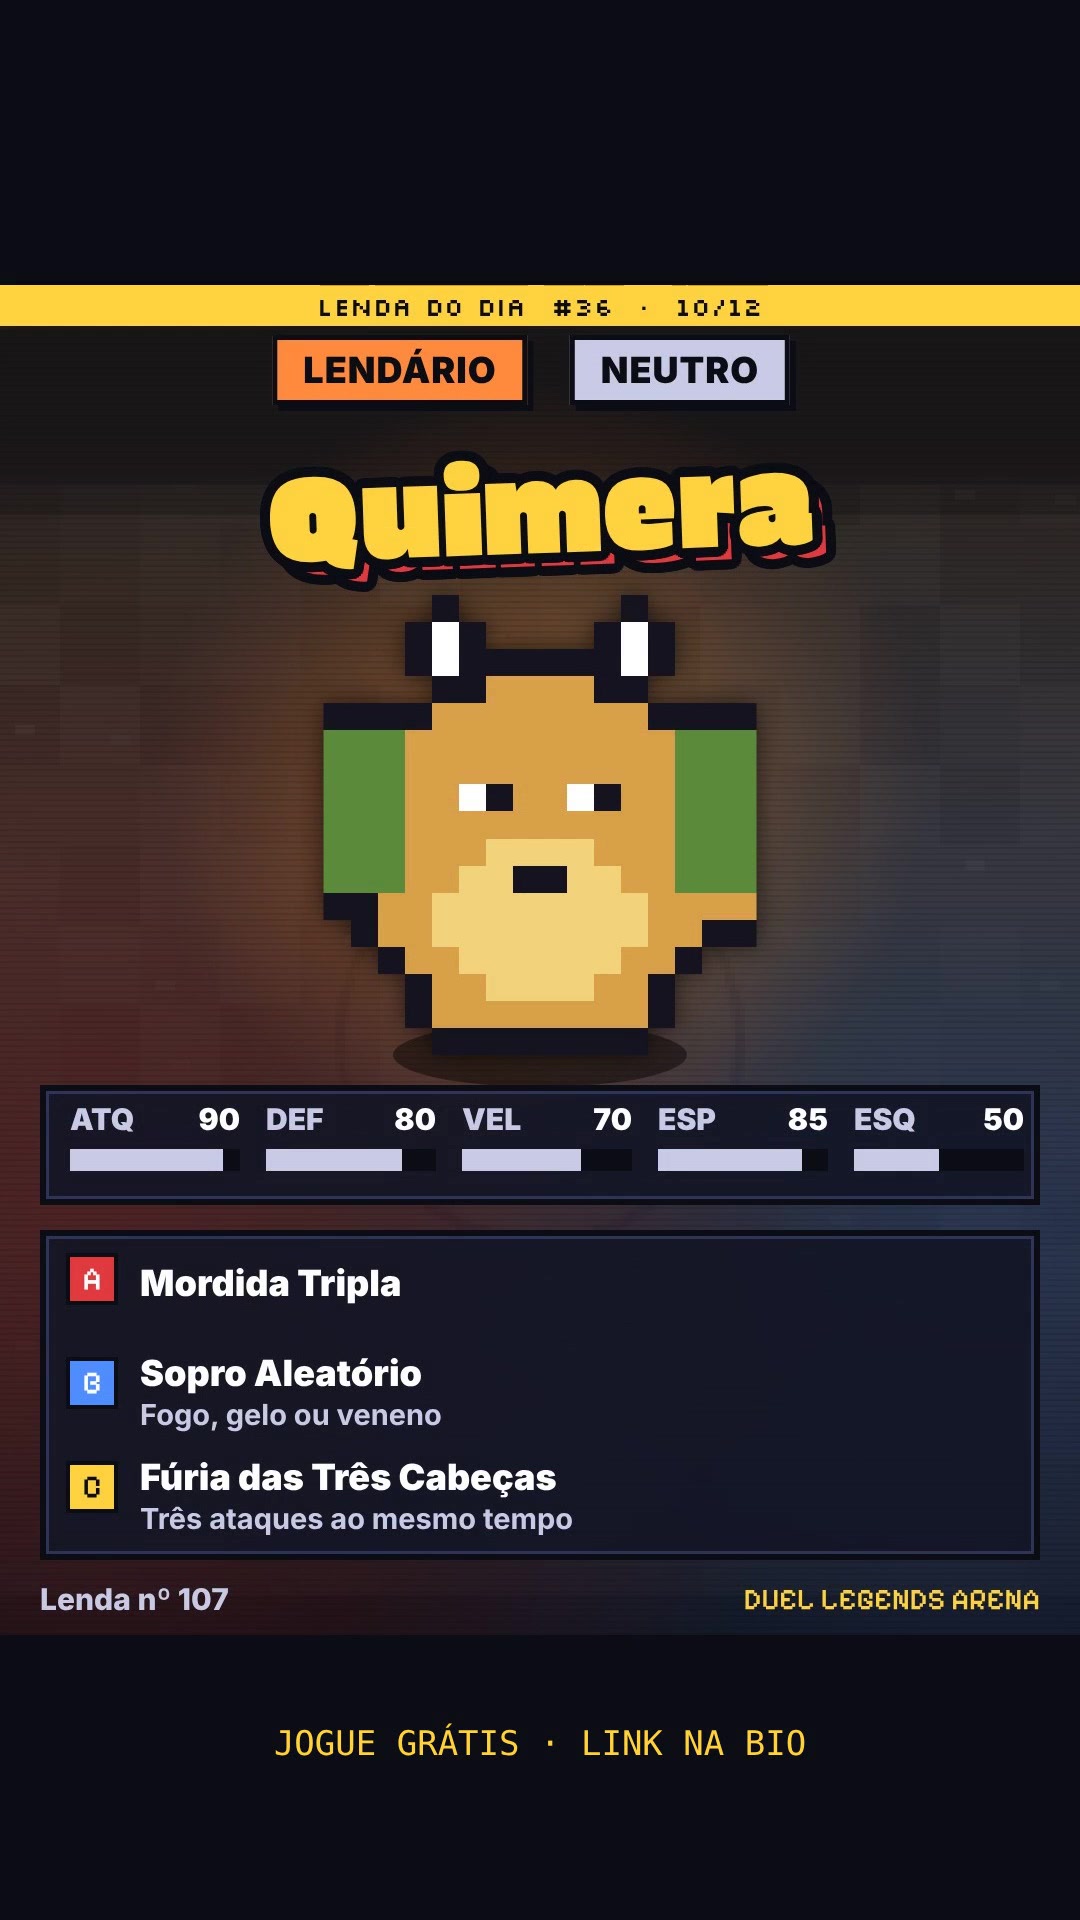 LENDA DO DIA #36 · 10/12
LENDÁRIO NEUTRO
Quimera
ATQ 90 DEF 80 VEL 70 ESP 85 ESQ 50
A Mordida Tripla
B Sopro Aleatório
Fogo, gelo ou veneno
C Fúria das Três Cabeças
Três ataques ao mesmo tempo
Lenda nº 107 DUEL LEGENDS ARENA
JOGUE GRÁTIS · LINK NA BIO